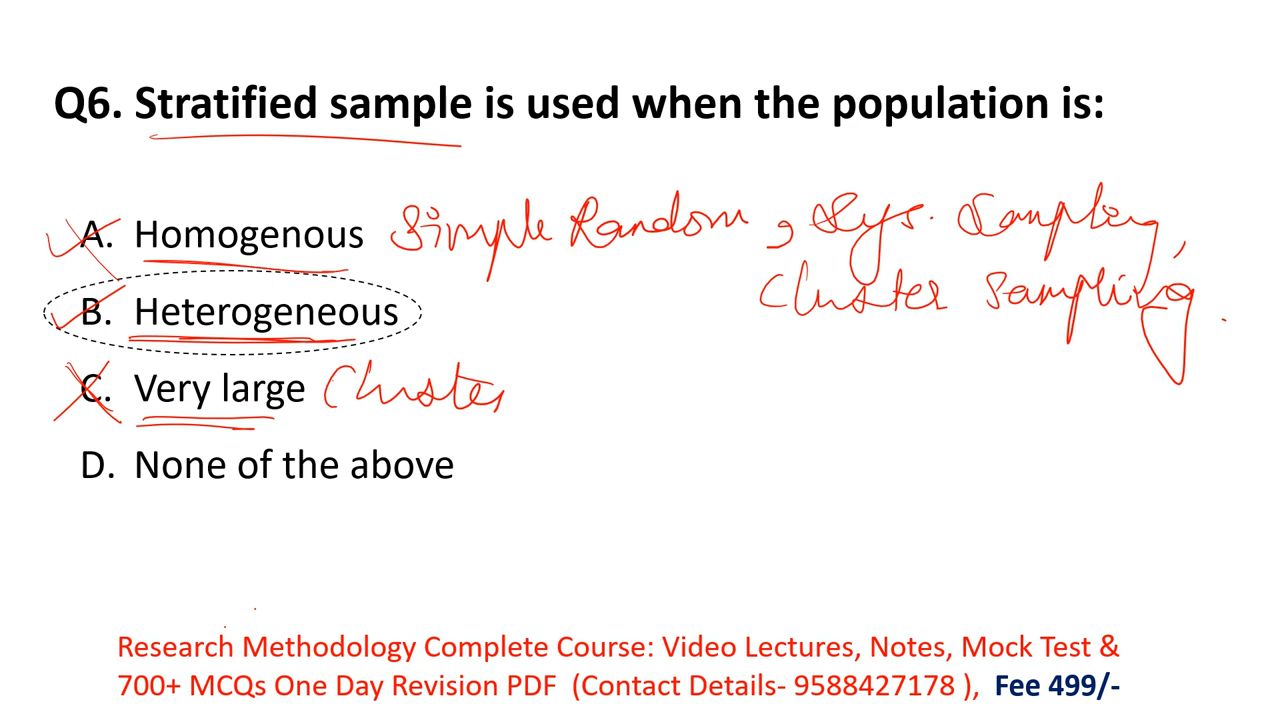 Q6. Stratified sample is used when the population is:
A. Homogenous Simple Random, Sys. Sampling,
Cluster Sampling
B. Heterogeneous
C. Very large Cluster
D. None of the above
Research Methodology Complete Course: Video Lectures, Notes, Mock Test &
700+ MCQs One Day Revision PDF (Contact Details- 9588427178 ), Fee 499/-